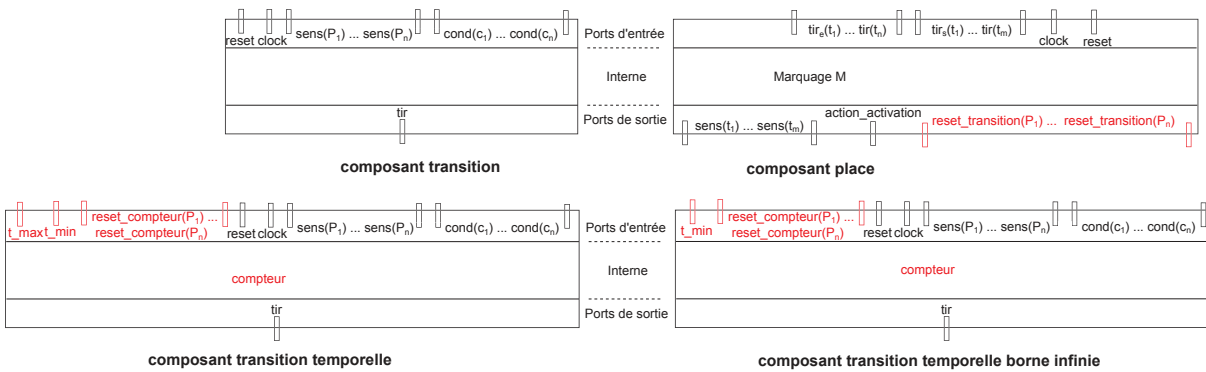 reset clock sens(P1) ... sens(Pn) cond(c1) ... cond(cn) Ports d'entrée tire(t1) ... tir(tn) tirs(t1) ... tir(tm) clock reset
Interne Marquage M
tir Ports de sortie action_activation
sens(t1) ... sens(tm) reset_transition(P1) ... reset_transition(Pn)
composant transition composant place
reset_compteur(P1) ... reset_compteur(P1) ...
t_max t_min reset_compteur(Pn) reset clock sens(P1) ... sens(Pn) cond(c1) ... cond(cn) Ports d'entrée t_min reset_compteur(Pn) reset clock sens(P1) ... sens(Pn) cond(c1) ... cond(cn)
compteur Interne compteur
tir Ports de sortie tir
composant transition temporelle composant transition temporelle borne infinie